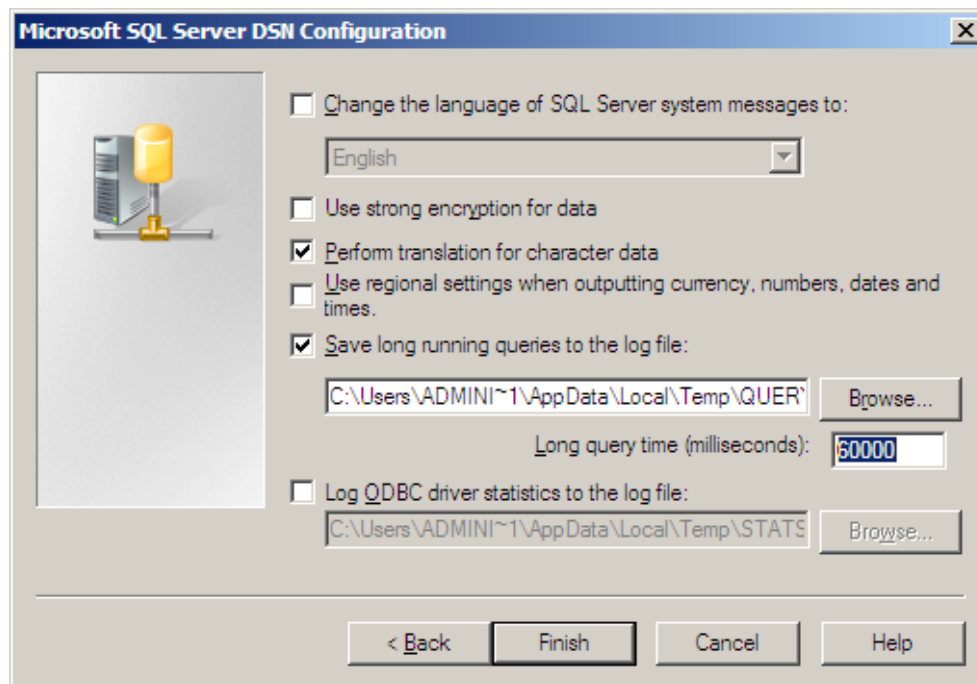 Microsoft SQL Server DSN Configuration
Change the language of SQL Server system messages to:
English
Use strong encryption for data
Perform translation for character data
Use regional settings when outputting currency, numbers, dates and
times.
Save long running queries to the log file:
C:\Users\ADMINI~1\AppData\Local\Temp\QUERY
Browse...
Long query time (milliseconds):
60000
Log ODBC driver statistics to the log file:
C:\Users\ADMINI~1\AppData\Local\Temp\STATS
Browse...
< Back
Finish
Cancel
Help